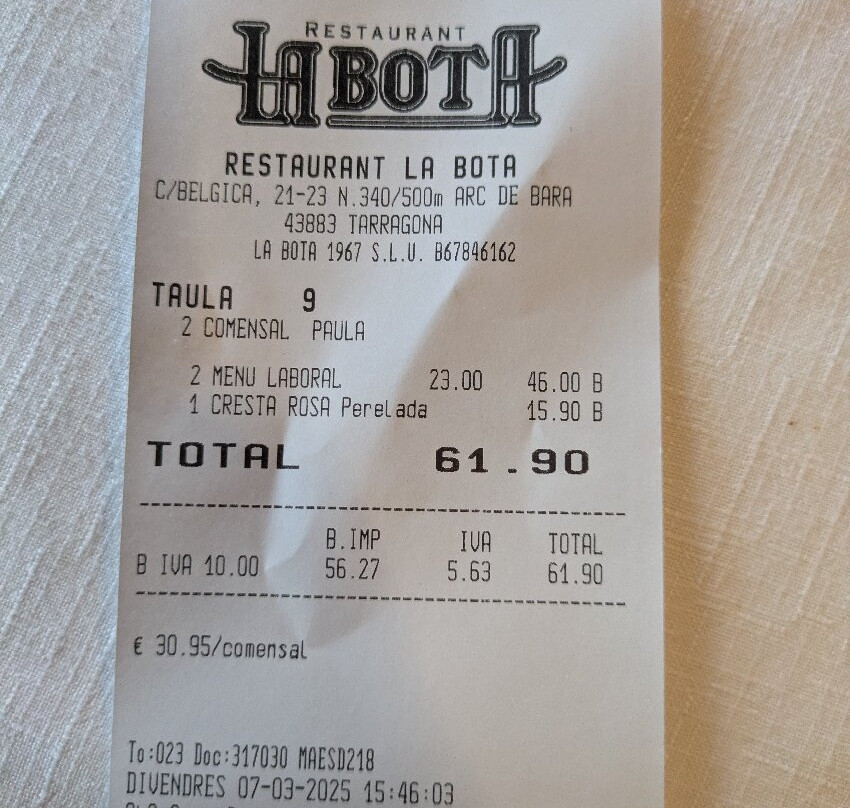 RESTAURANT
LA BOTA
RESTAURANT LA BOTA
C/BELGICA, 21-23 N.340/500m ARC DE BARA
43883 TARRAGONA
LA BOTA 1967 S.L.U. B67846162
TAULA 9
2 COMENSAL PAULA
2 MENU LABORAL 23.00 46.00 B
1 CRESTA ROSA Perelada 15.90 B
TOTAL 61.90
B.IMP IVA TOTAL
B IVA 10.00 56.27 5.63 61.90
€ 30.95/comensal
To:023 Doc:317030 MAESD218
DIVENDRES 07-03-2025 15:46:03